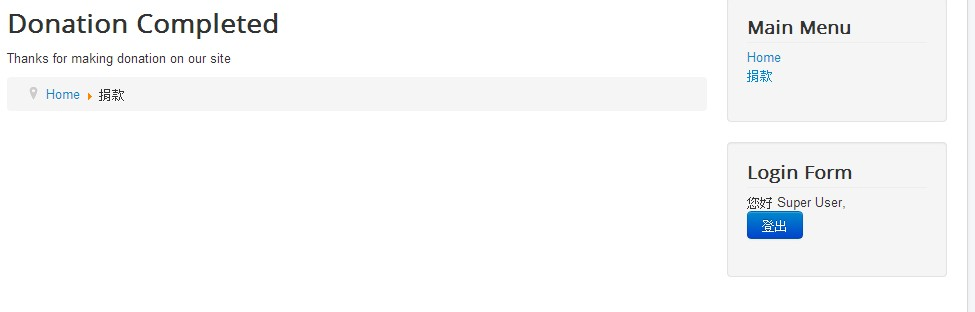 Donation Completed
Thanks for making donation on our site
Home 捐款
Main Menu
Home
捐款
Login Form
您好 Super User,
登出